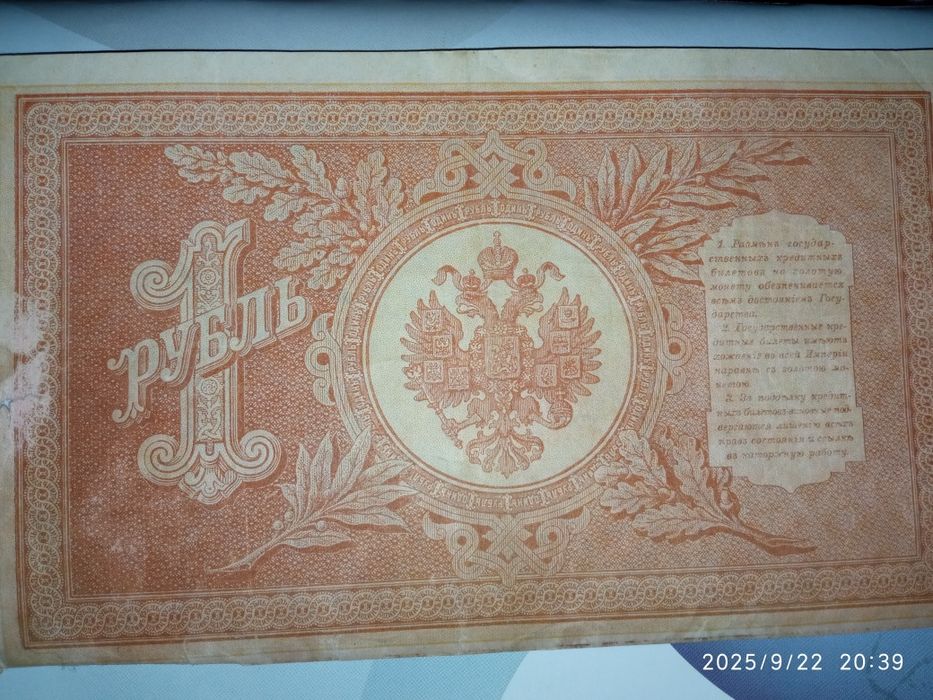 1
РУБЛЬ
1. Размѣнъ государ-
ственныхъ кредитныхъ
билетовъ на золотую
монету обезпечивается
всѣмъ достояніемъ Госу-
дарства.
2. Государственные кре-
дитные билеты имѣютъ
хожденіе во всей Имперіи
наравнѣ съ золотою мо-
нетою.
3. За поддѣлку кредит-
ныхъ билетовъ виновные под-
вергаются лишенію всѣхъ
правъ состоянія и ссылкѣ
въ каторжную работу.
2025/9/22 20:39